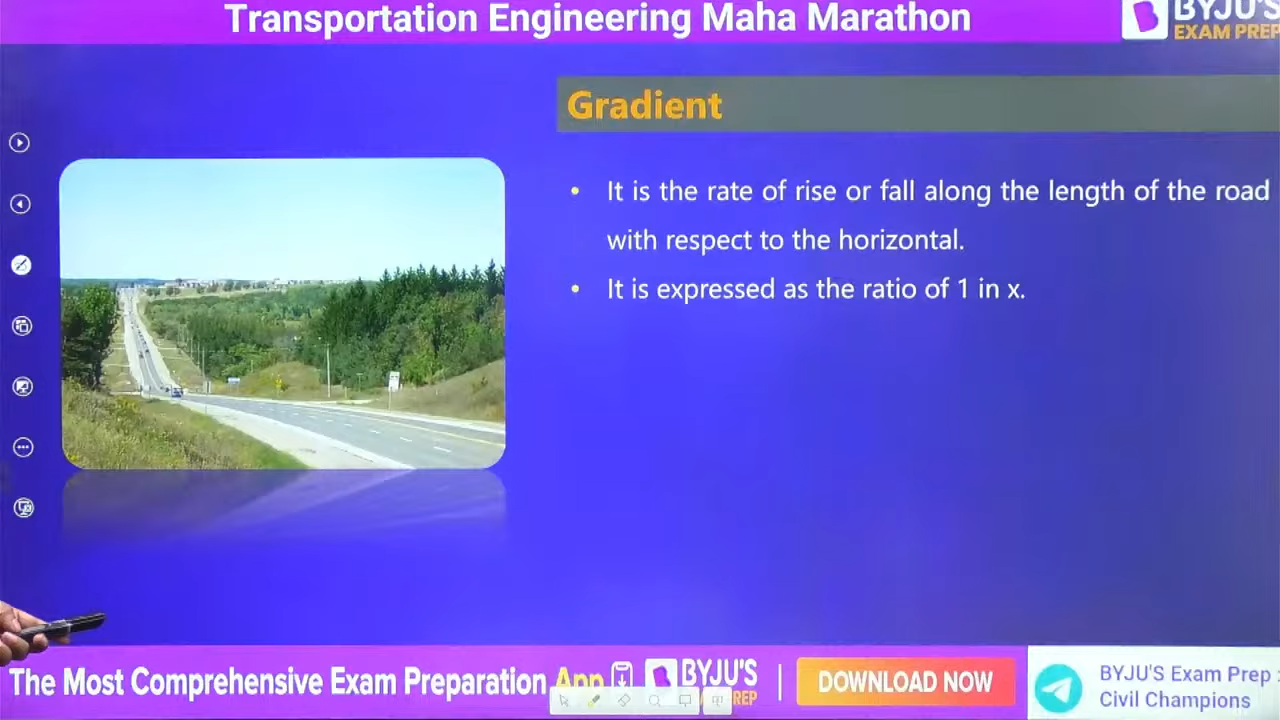 Transportation Engineering Maha Marathon
BYJU'S
EXAM PREP
Gradient
• It is the rate of rise or fall along the length of the road
with respect to the horizontal.
• It is expressed as the ratio of 1 in x.
The Most Comprehensive Exam Preparation App
BYJU'S
DOWNLOAD NOW
BYJU'S Exam Prep :
Civil Champions